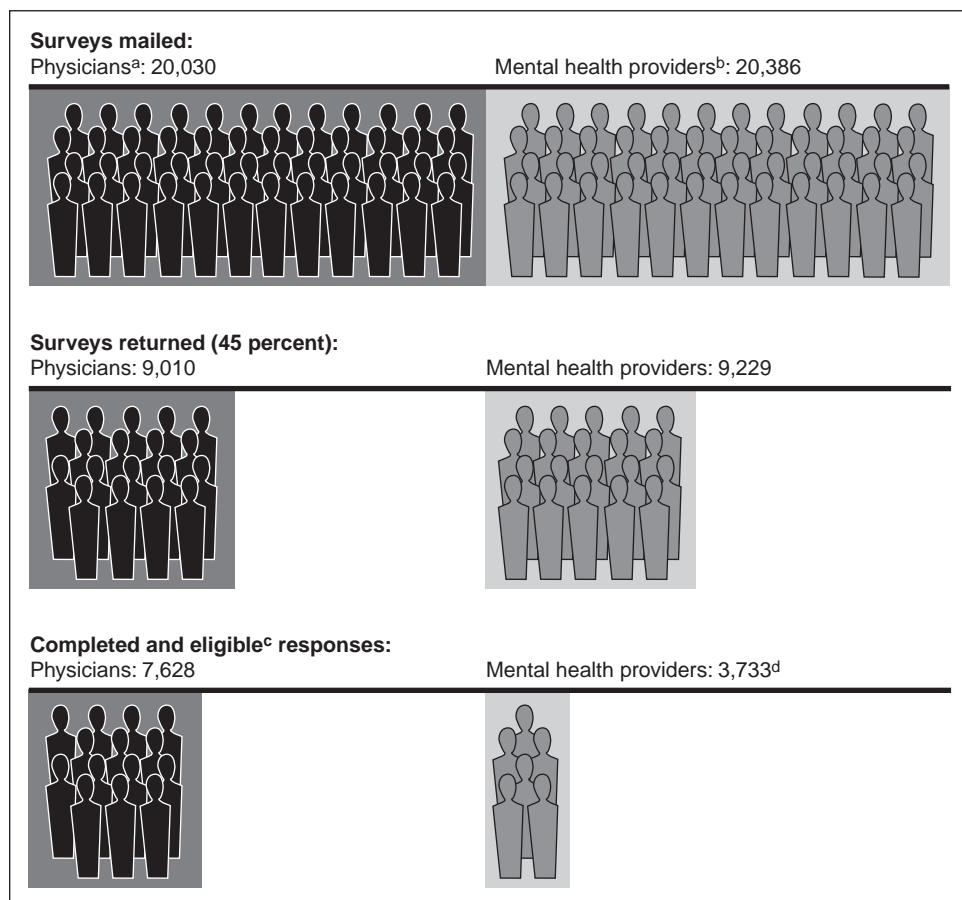 Surveys mailed:
Physiciansᵃ: 20,030 Mental health providersᵇ: 20,386
Surveys returned (45 percent):
Physicians: 9,010 Mental health providers: 9,229
Completed and eligibleᶜ responses:
Physicians: 7,628 Mental health providers: 3,733ᵈ